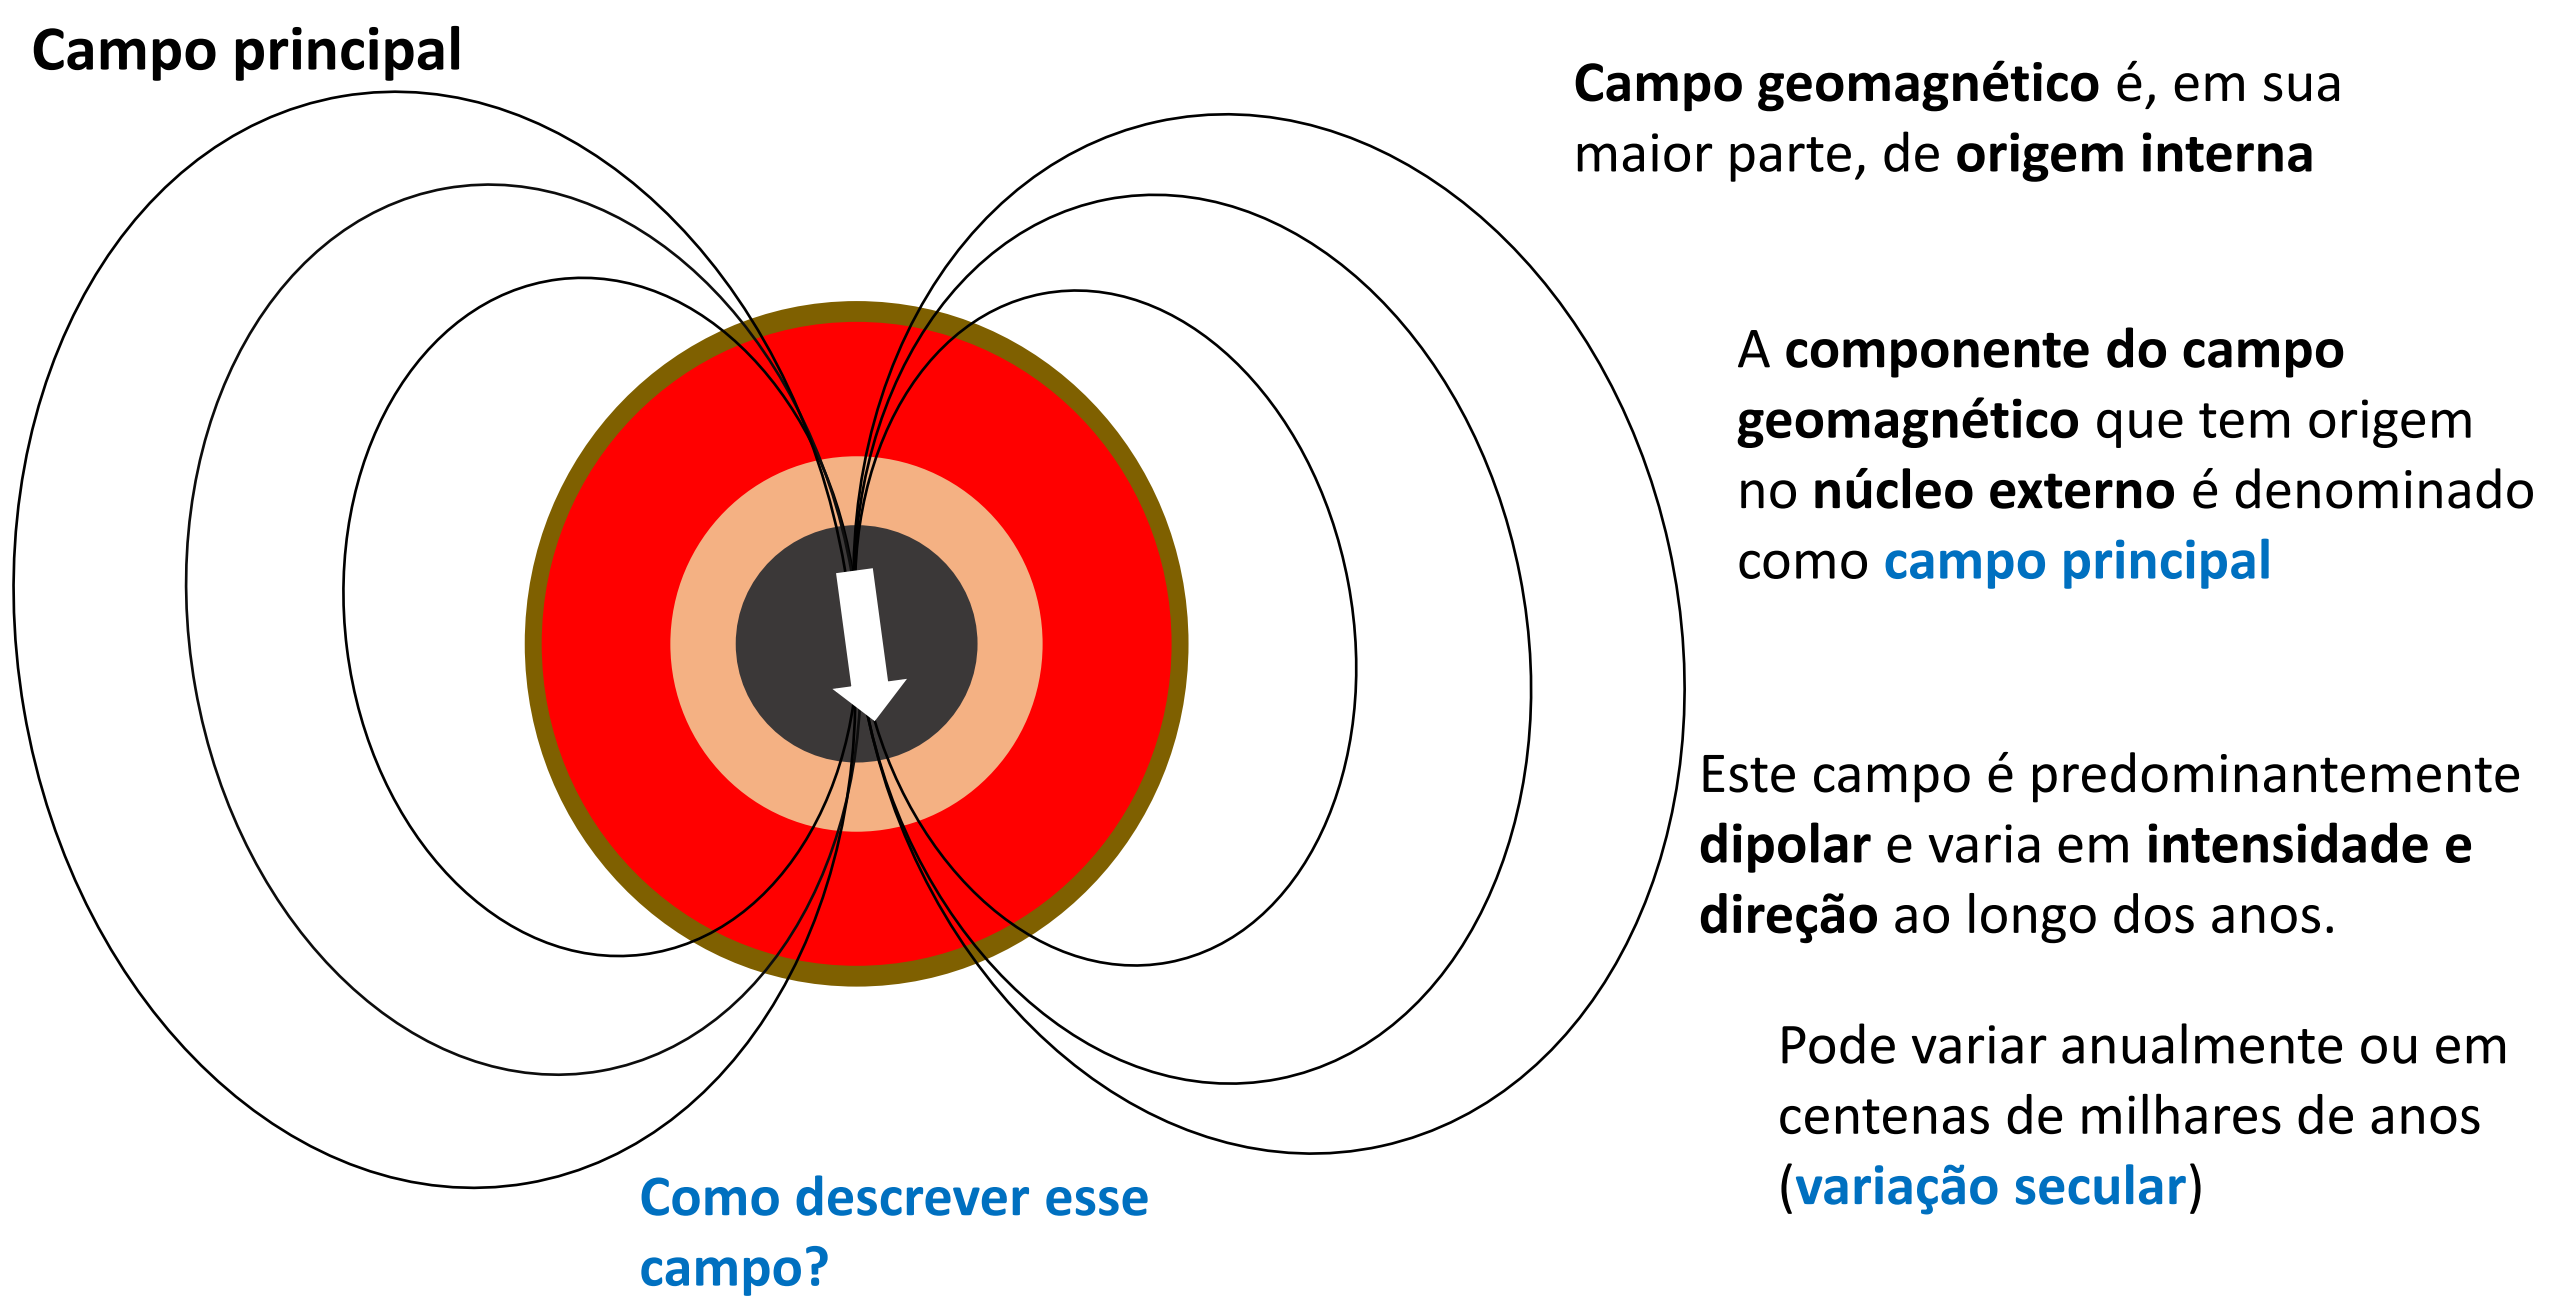 Campo principal
Campo geomagnético é, em sua
maior parte, de origem interna
A componente do campo
geomagnético que tem origem
no núcleo externo é denominado
como campo principal
Este campo é predominantemente
dipolar e varia em intensidade e
direção ao longo dos anos.
Pode variar anualmente ou em
centenas de milhares de anos
(variação secular)
Como descrever esse
campo?